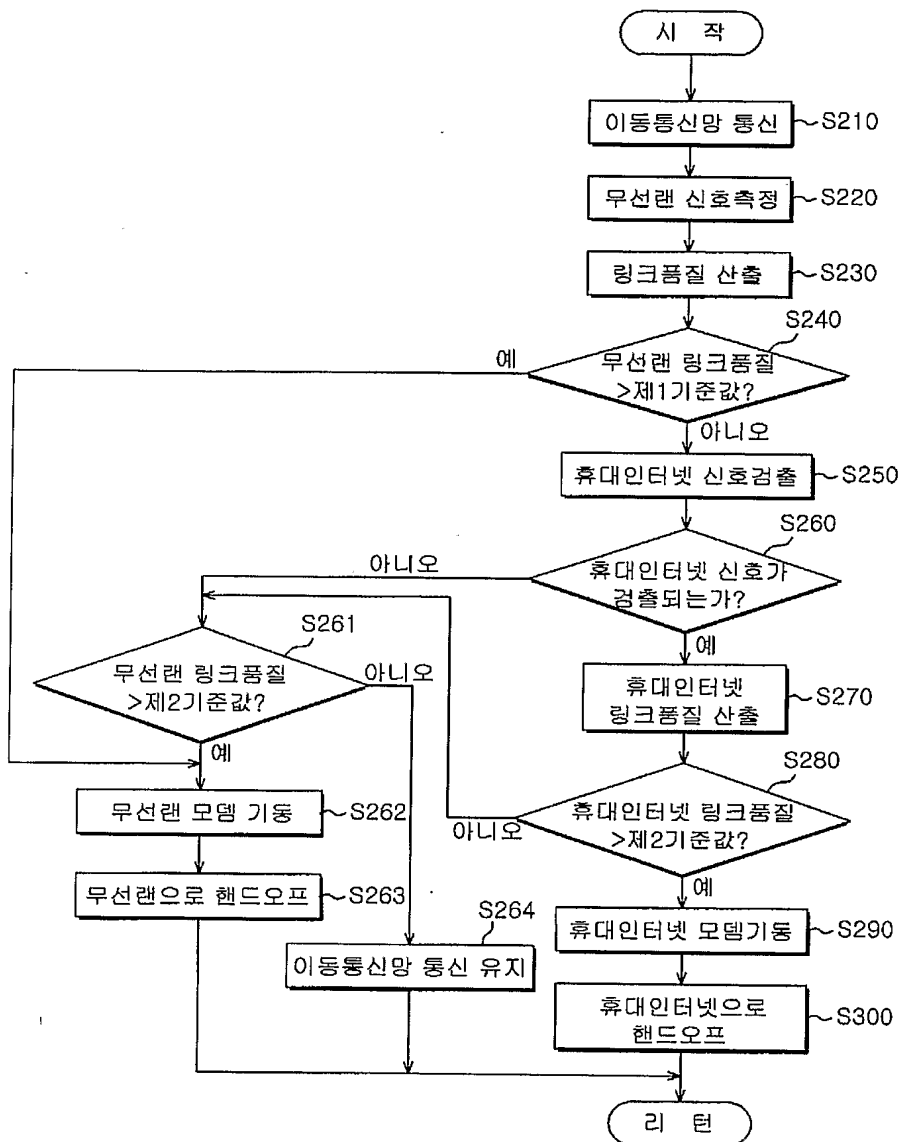 시 작
이동통신망 통신
S210
무선랜 신호측정
S220
링크품질 산출
S230
S240
무선랜 링크품질
>제1기준값?
예
아니오
휴대인터넷 신호검출
S250
S260
휴대인터넷 신호가
검출되는가?
아니오
예
S261
무선랜 링크품질
>제2기준값?
아니오
예
휴대인터넷
링크품질 산출
S270
S280
휴대인터넷 링크품질
>제2기준값?
아니오
예
무선랜 모뎀 기동
S262
무선랜으로 핸드오프
S263
S264
이동통신망 통신 유지
휴대인터넷 모뎀기동
S290
휴대인터넷으로
핸드오프
S300
리 턴